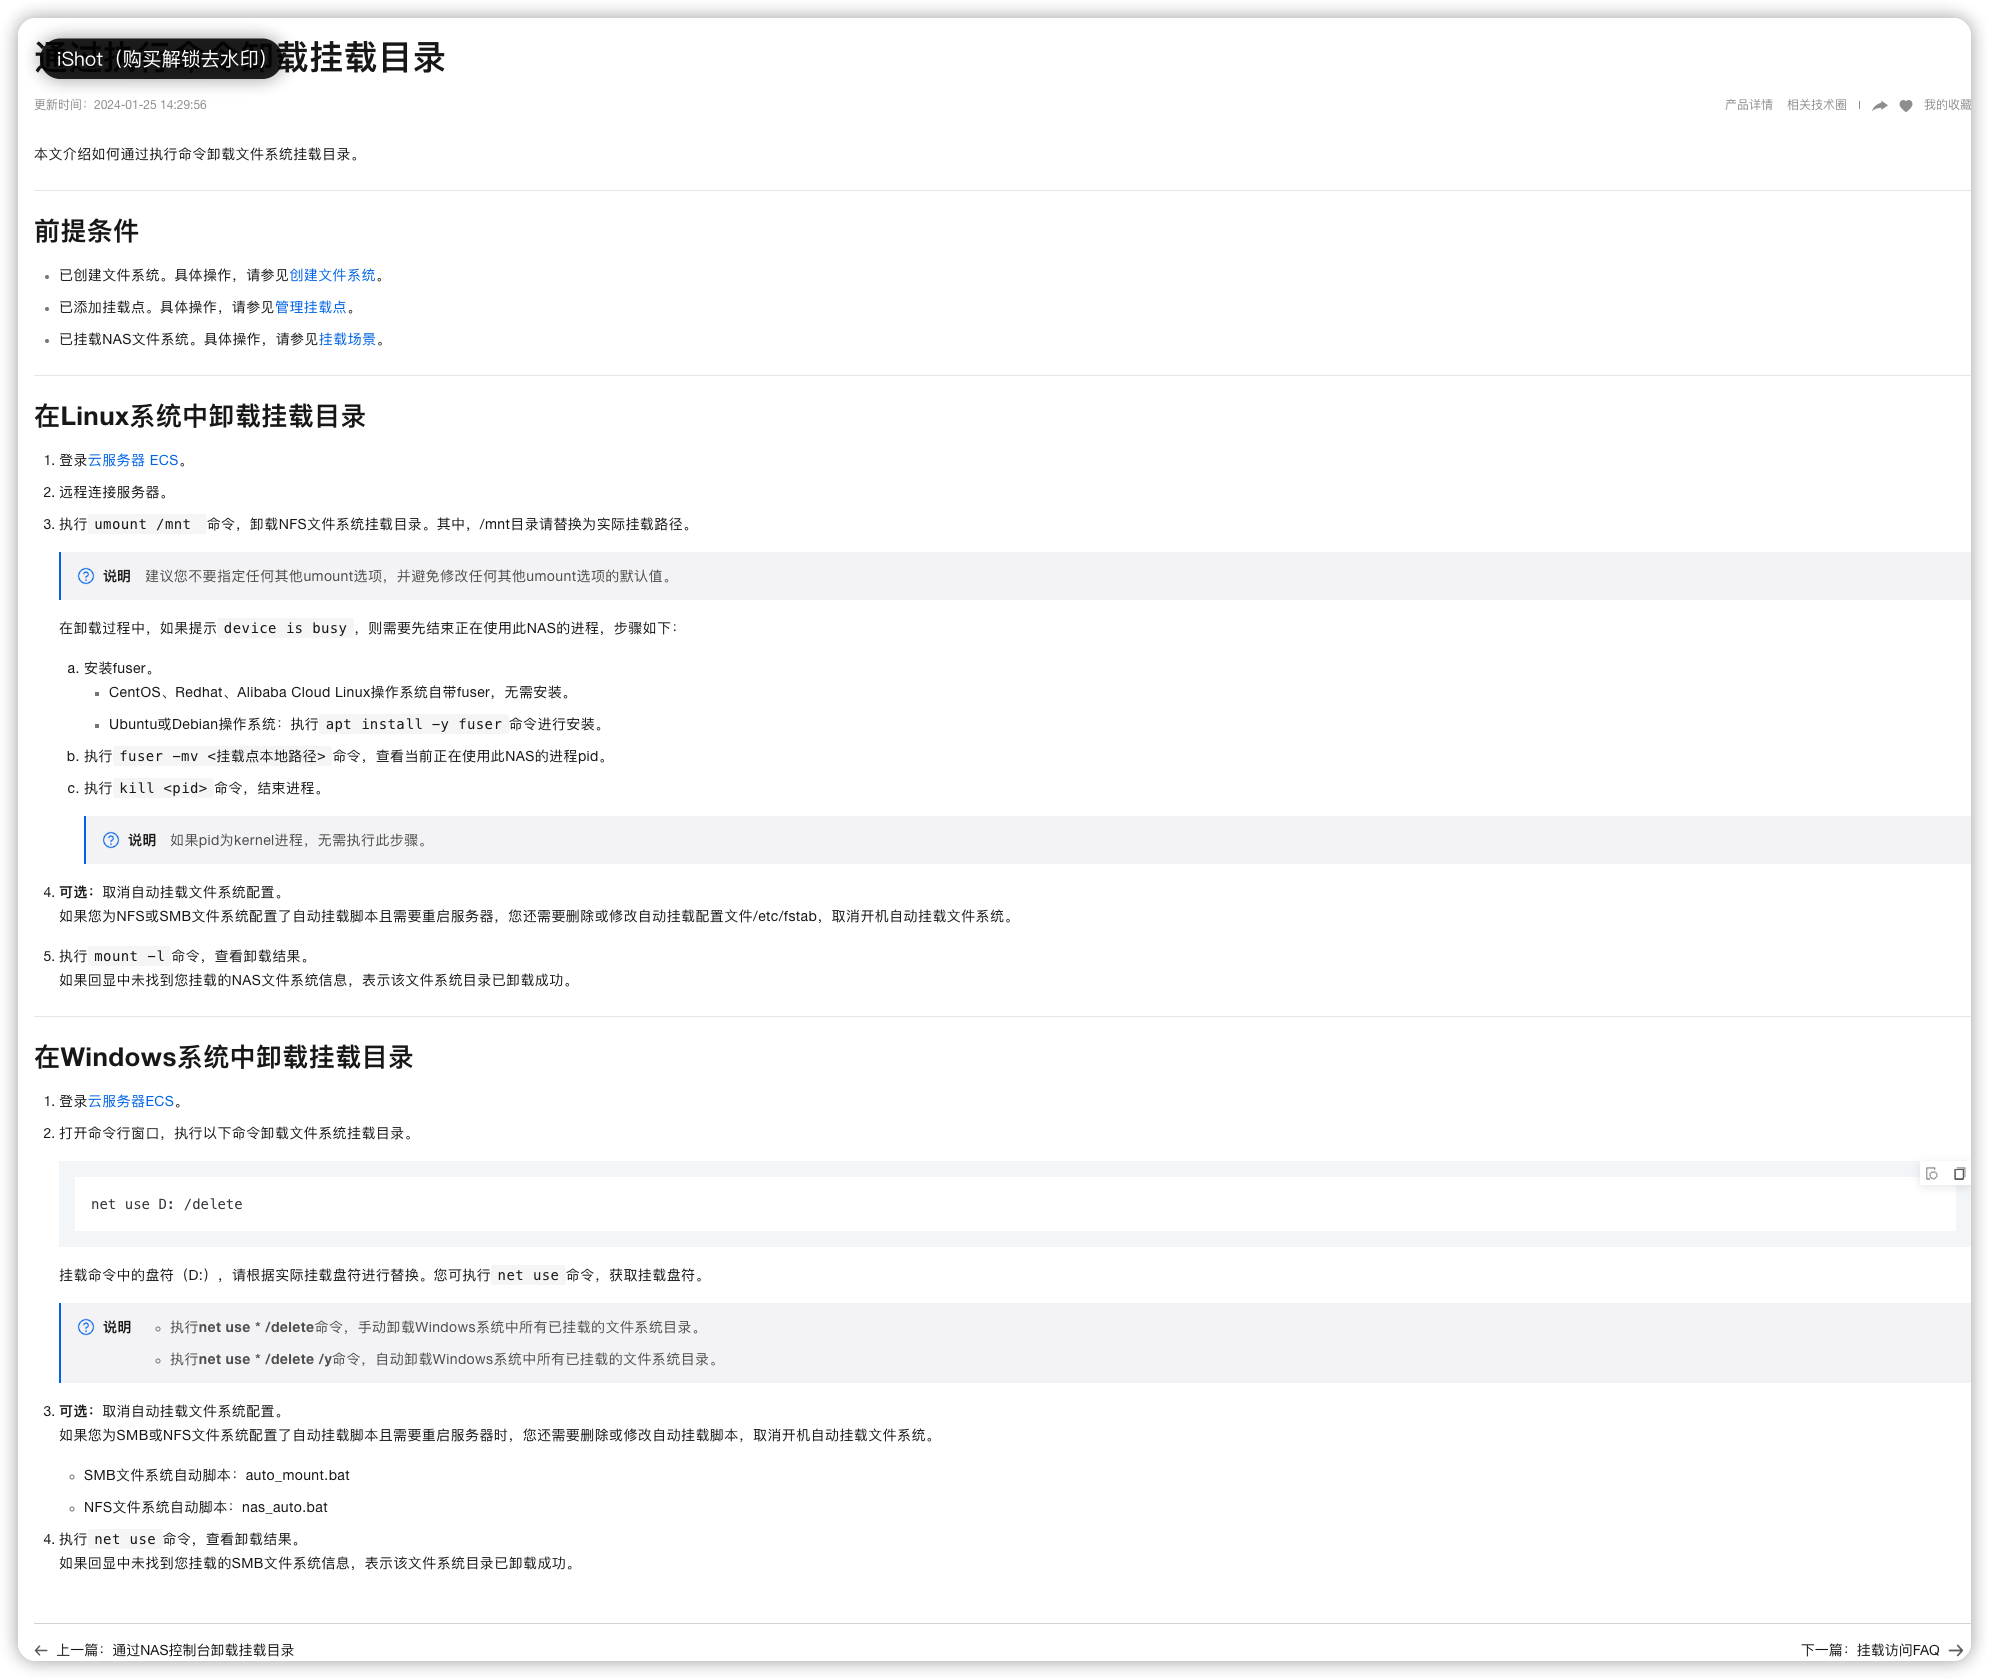 iShot（购买解锁去水印）
通过执行命令卸载挂载目录
更新时间：2024-01-25 14:29:56
产品详情 相关技术圈 | 我的收藏
本文介绍如何通过执行命令卸载文件系统挂载目录。
前提条件
• 已创建文件系统。具体操作，请参见创建文件系统。
• 已添加挂载点。具体操作，请参见管理挂载点。
• 已挂载NAS文件系统。具体操作，请参见挂载场景。
在Linux系统中卸载挂载目录
1. 登录云服务器 ECS。
2. 远程连接服务器。
3. 执行 umount /mnt 命令，卸载NFS文件系统挂载目录。其中，/mnt目录请替换为实际挂载路径。
说明 建议您不要指定任何其他umount选项，并避免修改任何其他umount选项的默认值。
在卸载过程中，如果提示 device is busy ，则需要先结束正在使用此NAS的进程，步骤如下：
a. 安装fuser。
▪ CentOS、Redhat、Alibaba Cloud Linux操作系统自带fuser，无需安装。
▪ Ubuntu或Debian操作系统：执行 apt install -y fuser 命令进行安装。
b. 执行 fuser -mv <挂载点本地路径> 命令，查看当前正在使用此NAS的进程pid。
c. 执行 kill <pid> 命令，结束进程。
说明 如果pid为kernel进程，无需执行此步骤。
4. 可选：取消自动挂载文件系统配置。
如果您为NFS或SMB文件系统配置了自动挂载脚本且需要重启服务器，您还需要删除或修改自动挂载配置文件/etc/fstab，取消开机自动挂载文件系统。
5. 执行 mount -l 命令，查看卸载结果。
如果回显中未找到您挂载的NAS文件系统信息，表示该文件系统目录已卸载成功。
在Windows系统中卸载挂载目录
1. 登录云服务器ECS。
2. 打开命令行窗口，执行以下命令卸载文件系统挂载目录。
net use D: /delete
挂载命令中的盘符（D:），请根据实际挂载盘符进行替换。您可执行 net use 命令，获取挂载盘符。
说明 ◦ 执行net use * /delete命令，手动卸载Windows系统中所有已挂载的文件系统目录。
◦ 执行net use * /delete /y命令，自动卸载Windows系统中所有已挂载的文件系统目录。
3. 可选：取消自动挂载文件系统配置。
如果您为SMB或NFS文件系统配置了自动挂载脚本且需要重启服务器时，您还需要删除或修改自动挂载脚本，取消开机自动挂载文件系统。
◦ SMB文件系统自动脚本：auto_mount.bat
◦ NFS文件系统自动脚本：nas_auto.bat
4. 执行 net use 命令，查看卸载结果。
如果回显中未找到您挂载的SMB文件系统信息，表示该文件系统目录已卸载成功。
← 上一篇：通过NAS控制台卸载挂载目录
下一篇：挂载访问FAQ →